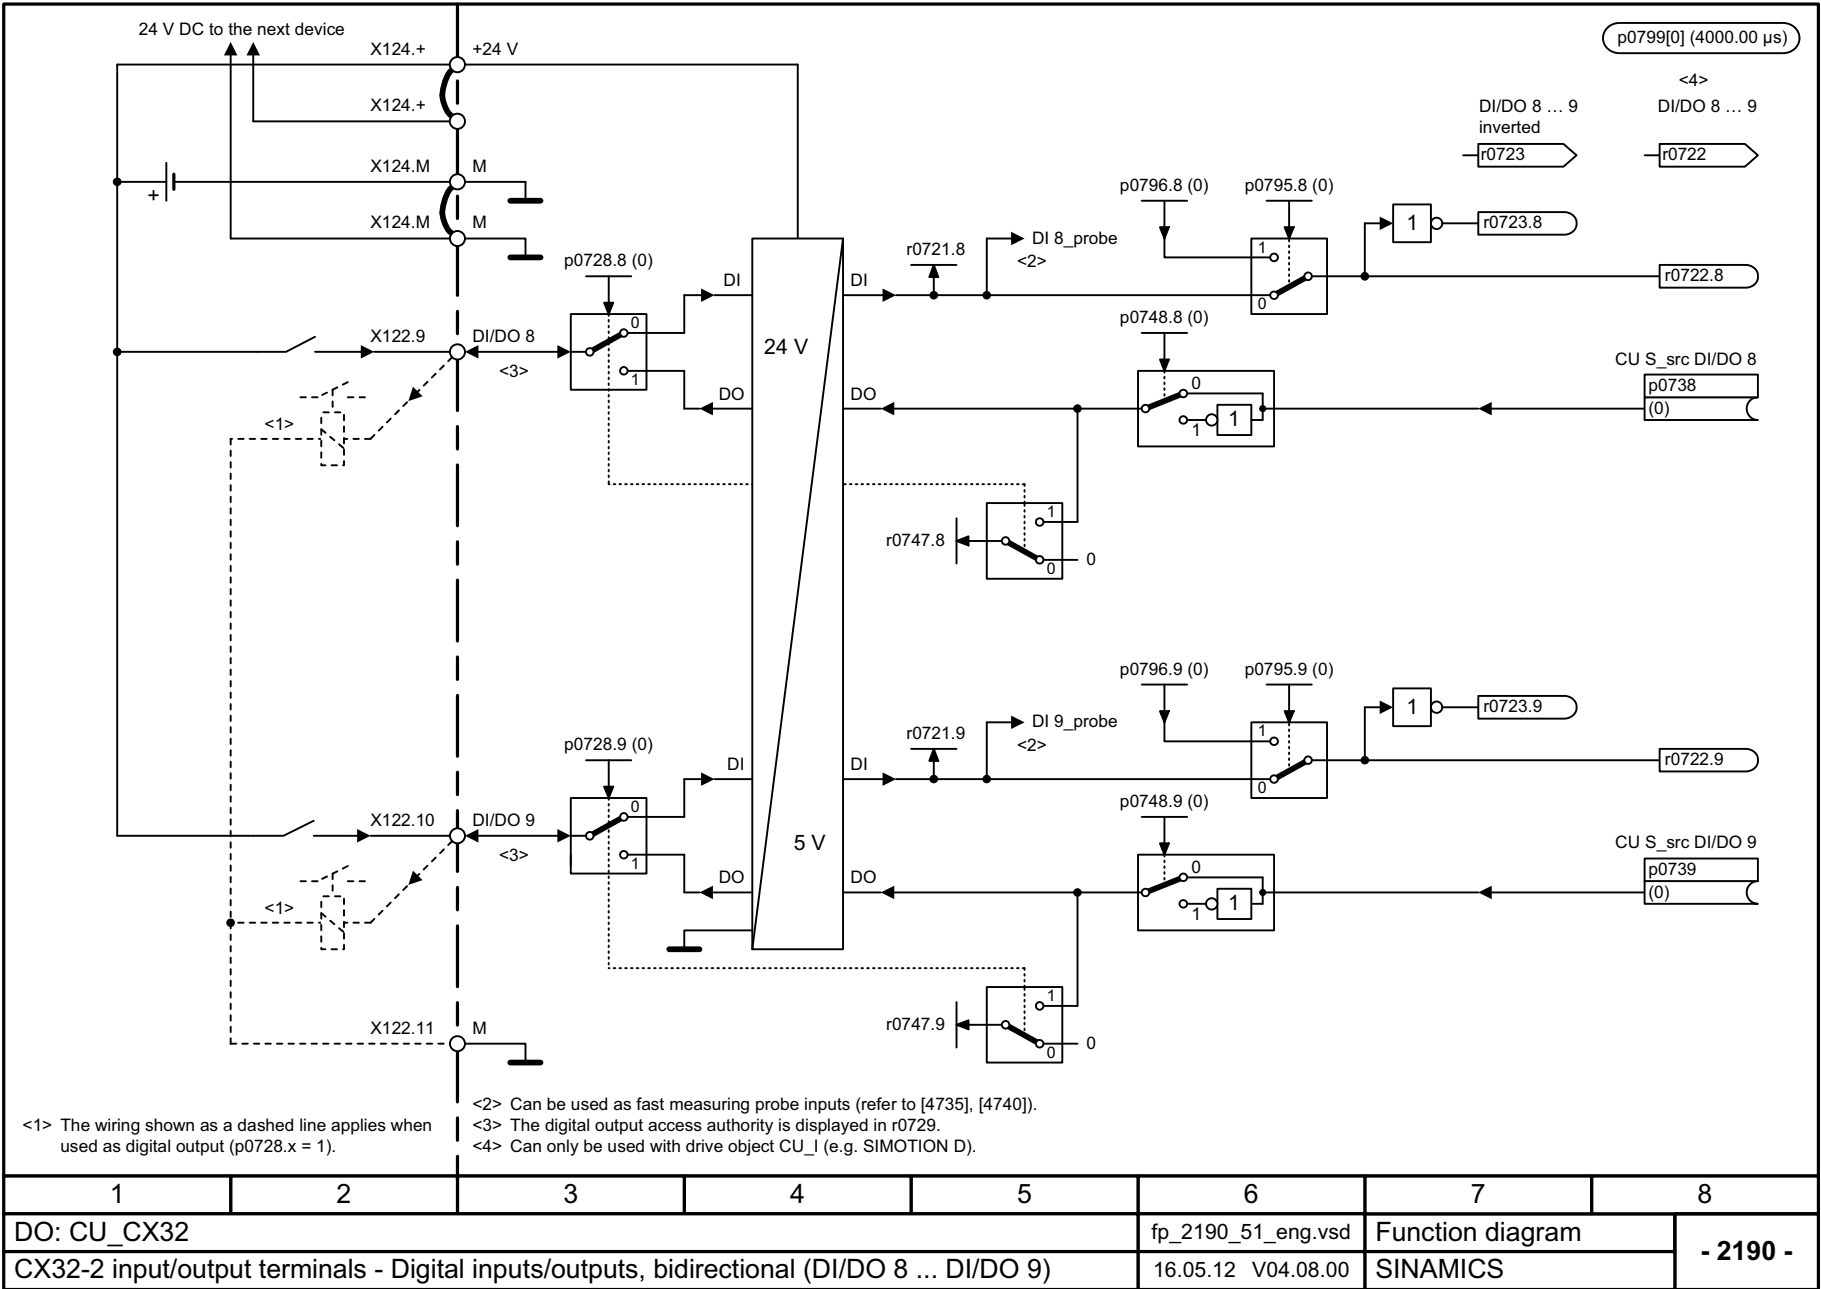 24 V DC to the next device
X124.+
+24 V
p0799[0] (4000.00 µs)
X124.+
<4>
DI/DO 8 … 9
inverted
DI/DO 8 … 9
r0723
r0722
+
X124.M
M
X124.M
M
p0796.8 (0)
p0795.8 (0)
p0728.8 (0)
DI
DI
r0721.8
DI 8_probe
<2>
1
0
1
r0723.8
r0722.8
X122.9
DI/DO 8
<3>
0
1
24 V
p0748.8 (0)
CU S_src DI/DO 8
p0738
(0)
DO
DO
0
1
1
<1>
r0747.8
1
0
0
p0796.9 (0)
p0795.9 (0)
p0728.9 (0)
DI
DI
r0721.9
DI 9_probe
<2>
1
0
1
r0723.9
r0722.9
X122.10
DI/DO 9
<3>
0
1
5 V
p0748.9 (0)
CU S_src DI/DO 9
p0739
(0)
DO
DO
0
1
1
<1>
r0747.9
1
0
0
X122.11
M
<1> The wiring shown as a dashed line applies when
used as digital output (p0728.x = 1).
<2> Can be used as fast measuring probe inputs (refer to [4735], [4740]).
<3> The digital output access authority is displayed in r0729.
<4> Can only be used with drive object CU_I (e.g. SIMOTION D).
1 2 3 4 5 6 7 8
DO: CU_CX32
fp_2190_51_eng.vsd
Function diagram
- 2190 -
CX32-2 input/output terminals - Digital inputs/outputs, bidirectional (DI/DO 8 ... DI/DO 9)
16.05.12 V04.08.00
SINAMICS